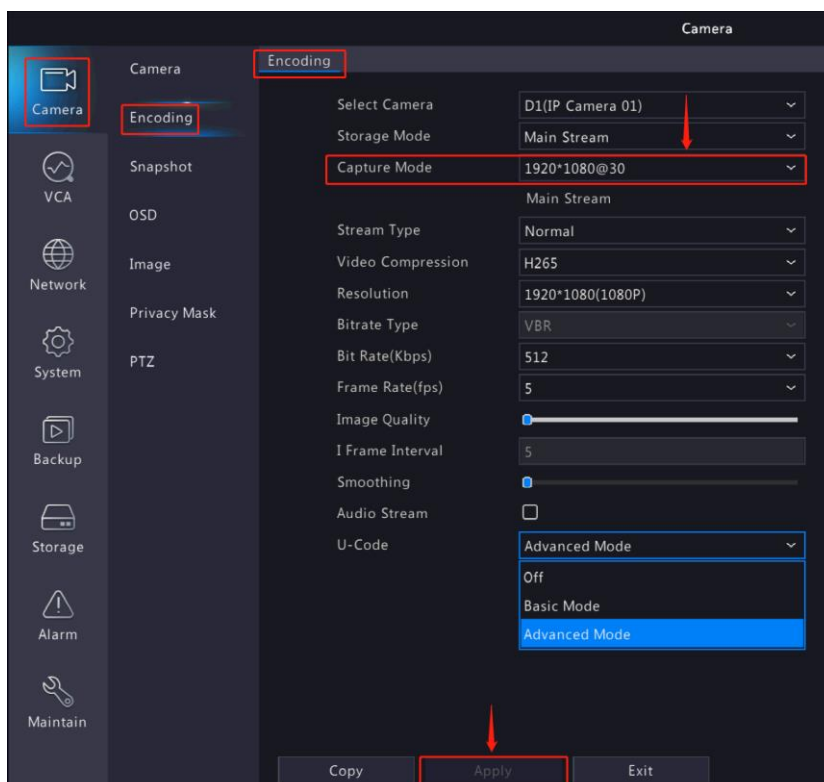 Camera
Camera
VCA
Network
System
Backup
Storage
Alarm
Maintain
Camera
Encoding
Snapshot
OSD
Image
Privacy Mask
PTZ
Encoding
Select Camera D1(IP Camera 01)
Storage Mode Main Stream
Capture Mode 1920*1080@30
Main Stream
Stream Type Normal
Video Compression H265
Resolution 1920*1080(1080P)
Bitrate Type VBR
Bit Rate(Kbps) 512
Frame Rate(fps) 5
Image Quality
I Frame Interval 5
Smoothing
Audio Stream
U-Code Advanced Mode
Off
Basic Mode
Advanced Mode
Copy Apply Exit